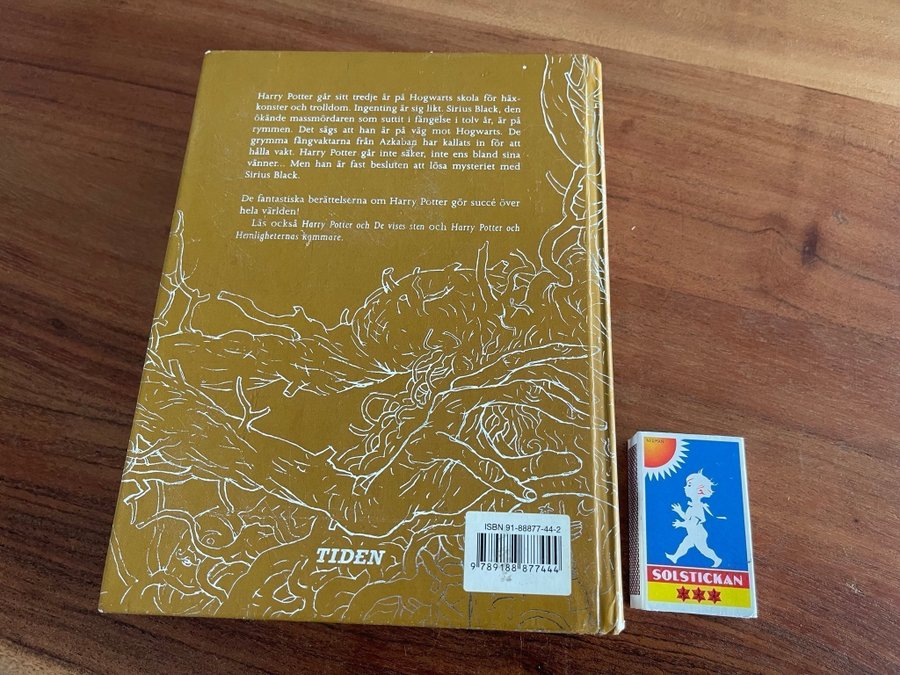 Harry Potter går sitt tredje år på Hogwarts skola för häx-
konster och trolldom. Ingenting är sig likt. Sirius Black, den
ökände massmördaren som suttit i fängelse i tolv år, är på
rymmen. Det sägs att han är på väg mot Hogwarts. De
grymma fångvaktarna från Azkaban har kallats in för att
hålla vakt. Harry Potter går inte säker, inte ens bland sina
vänner... Men han är fast besluten att lösa mysteriet med
Sirius Black.
De fantastiska berättelserna om Harry Potter gör succé över
hela världen!
Läs också Harry Potter och De vises sten och Harry Potter och
Hemligheternas kammare.
TIDEN
ISBN 91-88877-44-2
9 789188 877444
SOLSTICKAN